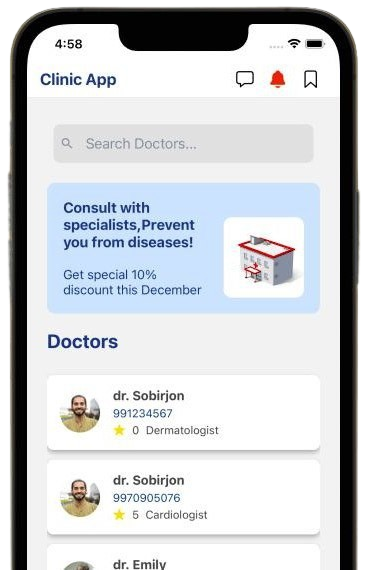 4:58
Clinic App
Search Doctors...
Consult with
specialists,Prevent
you from diseases!
Get special 10%
discount this December
Doctors
dr. Sobirjon
991234567
0 Dermatologist
dr. Sobirjon
9970905076
5 Cardiologist
dr. Emily